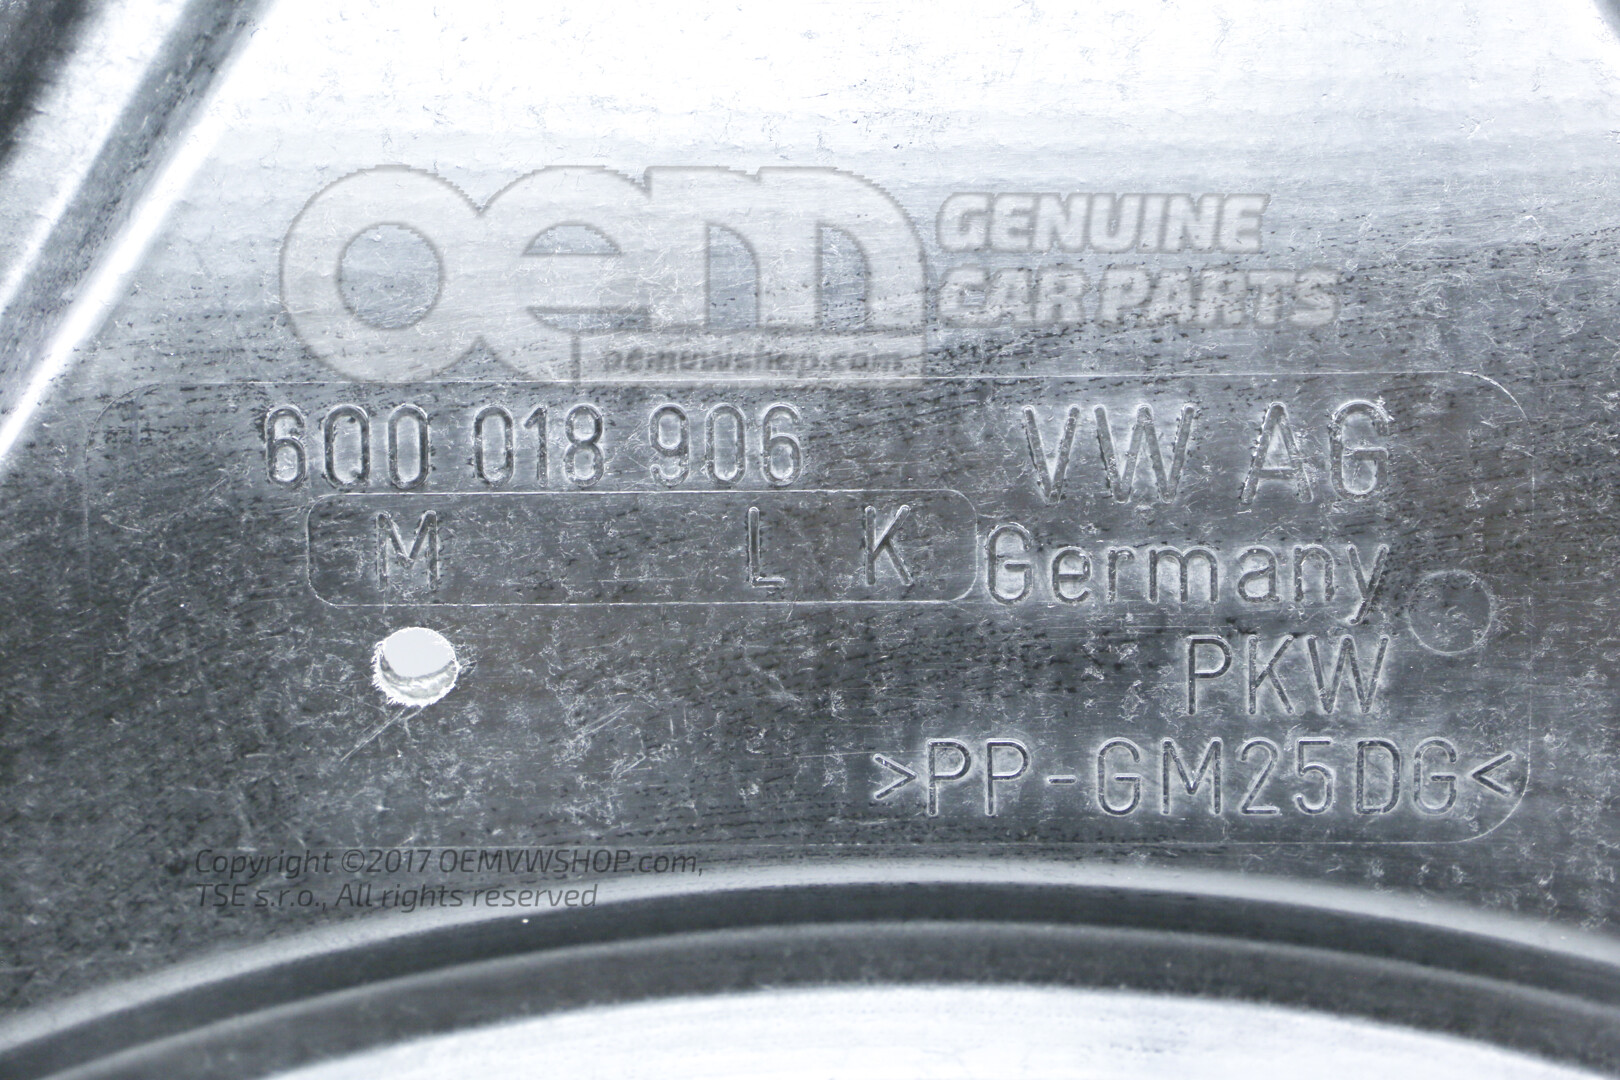 oem GENUINE
CAR PARTS
oemvwshop.com
6Q0 018 906 VW AG
M L K Germany
PKW
>PP-GM25DG<
Copyright ©2017 OEMVWSHOP.com,
TSE s.r.o., All rights reserved